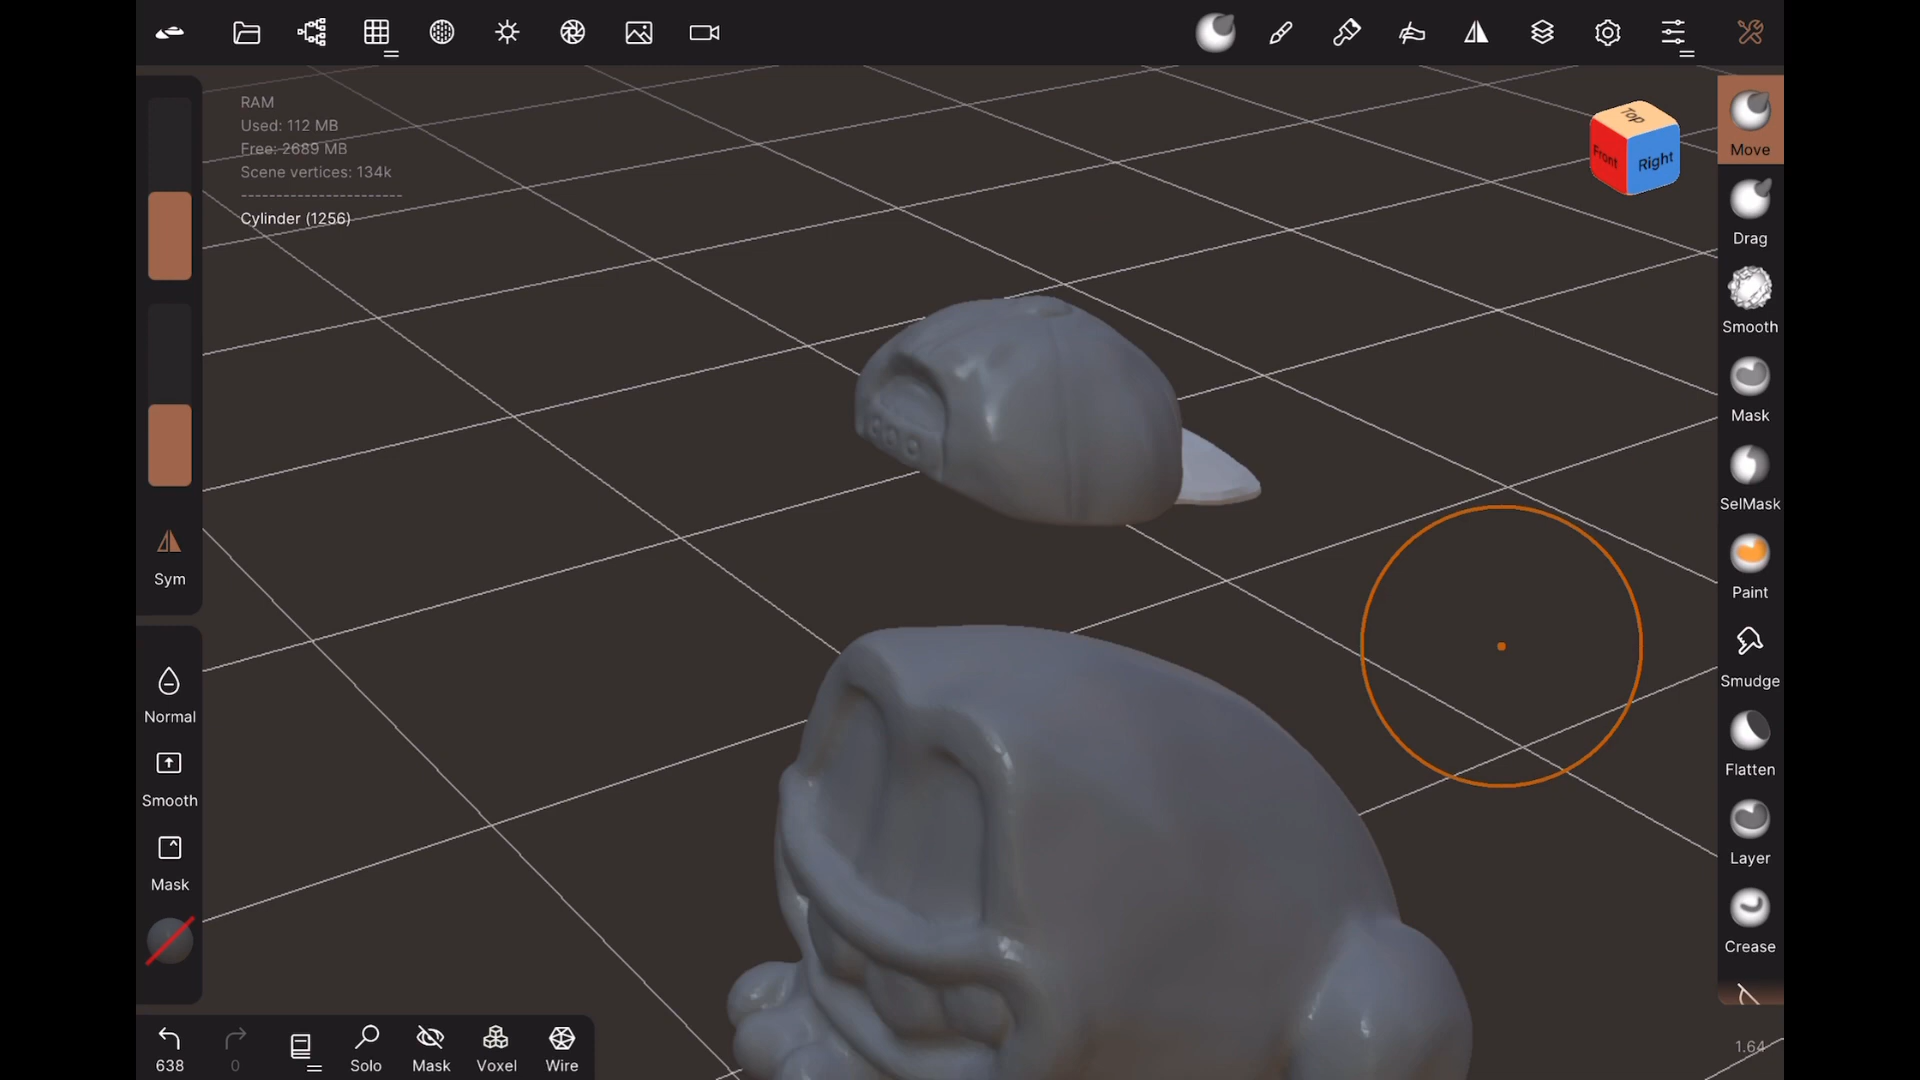 RAM
Used: 112 MB
Free: 2689 MB
Scene vertices: 134k
Cylinder (1256)
Top
Front
Right
Move
Drag
Smooth
Mask
SelMask
Paint
Smudge
Flatten
Layer
Crease
Sym
Normal
Smooth
Mask
638
0
Solo
Mask
Voxel
Wire
1.64